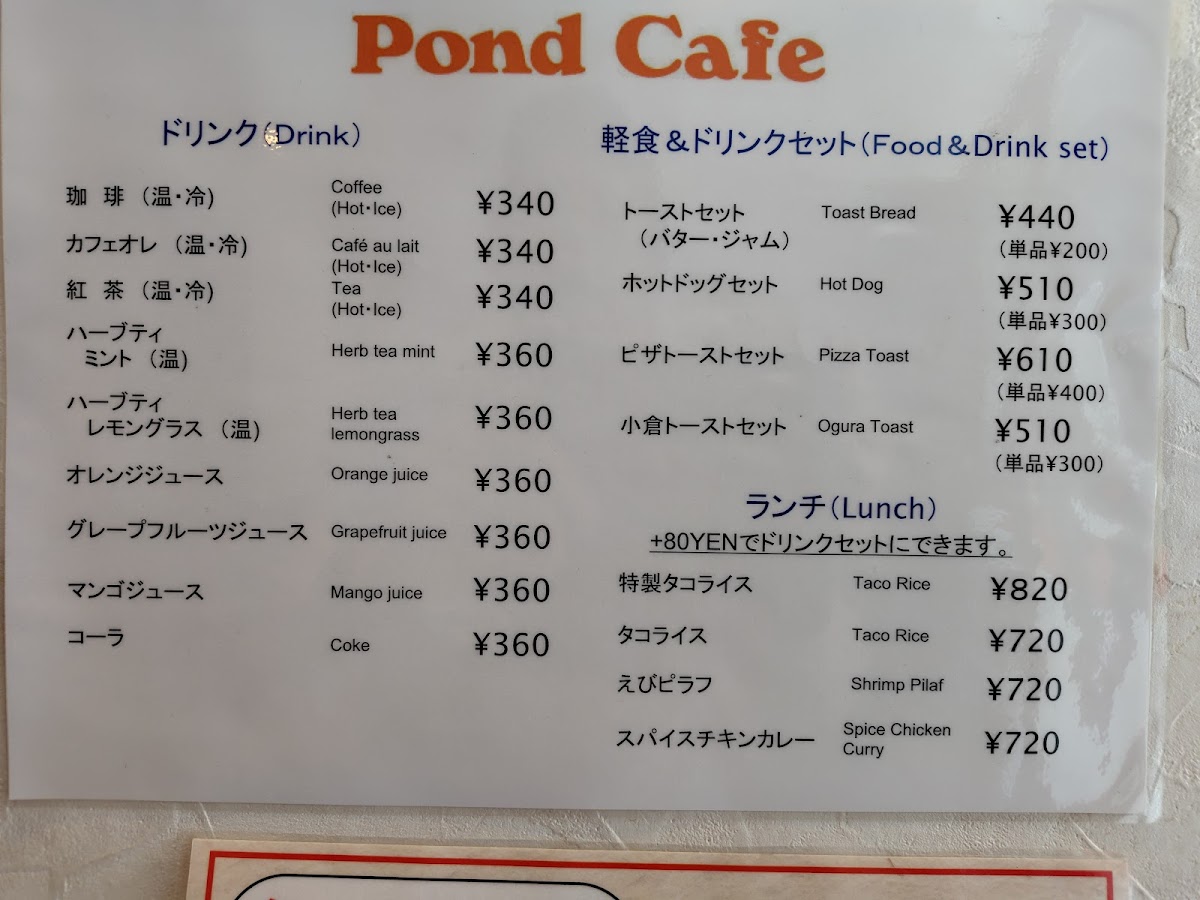 Pond Cafe
ドリンク(Drink)
珈 琲 (温・冷) Coffee (Hot・Ice) ¥340
カフェオレ (温・冷) Café au lait (Hot・Ice) ¥340
紅 茶 (温・冷) Tea (Hot・Ice) ¥340
ハーブティ
ミント (温) Herb tea mint ¥360
ハーブティ
レモングラス (温) Herb tea lemongrass ¥360
オレンジジュース Orange juice ¥360
グレープフルーツジュース Grapefruit juice ¥360
マンゴジュース Mango juice ¥360
コーラ Coke ¥360
軽食&ドリンクセット(Food&Drink set)
トーストセット Toast Bread ¥440
(バター・ジャム) (単品¥200)
ホットドッグセット Hot Dog ¥510
(単品¥300)
ピザトーストセット Pizza Toast ¥610
(単品¥400)
小倉トーストセット Ogura Toast ¥510
(単品¥300)
ランチ(Lunch)
+80YENでドリンクセットにできます。
特製タコライス Taco Rice ¥820
タコライス Taco Rice ¥720
えびピラフ Shrimp Pilaf ¥720
スパイスチキンカレー Spice Chicken Curry ¥720